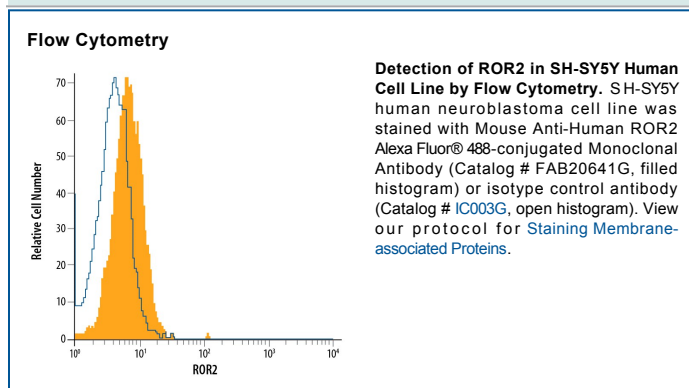 Flow Cytometry
Detection of ROR2 in SH-SY5Y Human
Cell Line by Flow Cytometry. SH-SY5Y
human neuroblastoma cell line was
stained with Mouse Anti-Human ROR2
Alexa Fluor® 488-conjugated Monoclonal
Antibody (Catalog # FAB20641G, filled
histogram) or isotype control antibody
(Catalog # IC003G, open histogram). View
our protocol for Staining Membrane-
associated Proteins.
Relative Cell Number
70
60
50
40
30
20
10
0
10⁰ 10¹ 10² 10³ 10⁴
ROR2